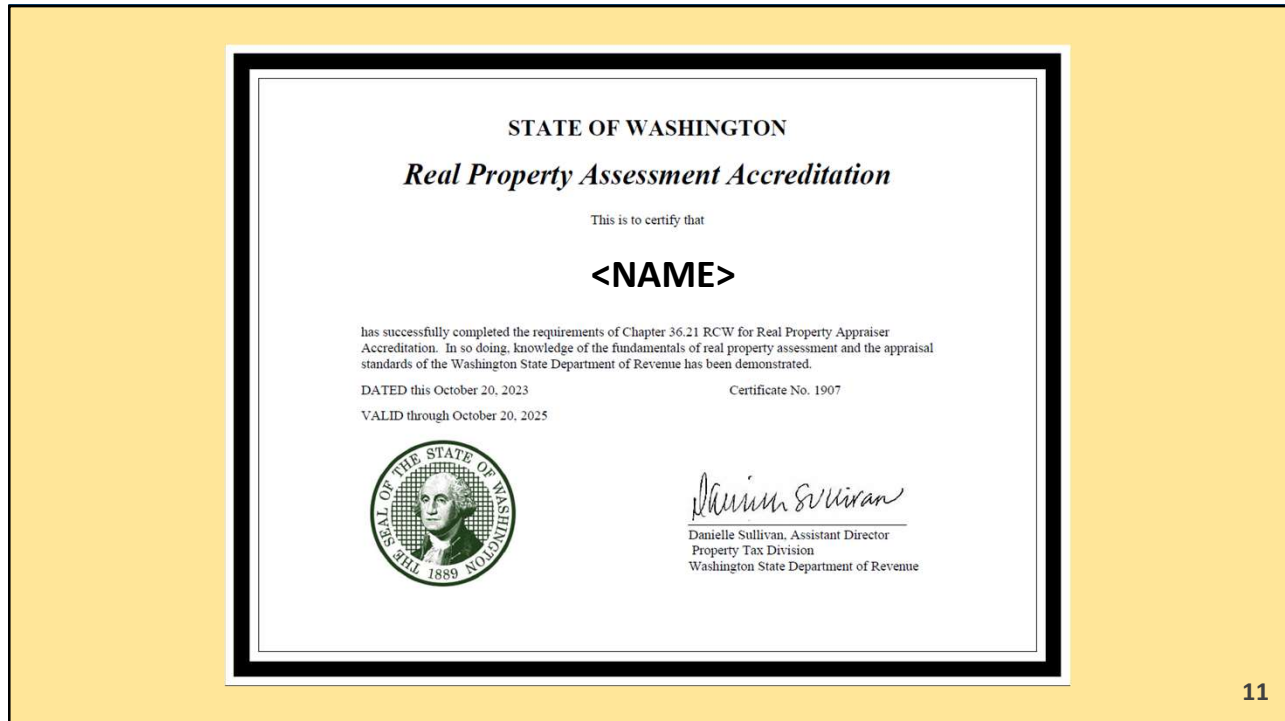 STATE OF WASHINGTON
Real Property Assessment Accreditation
This is to certify that
<NAME>
has successfully completed the requirements of Chapter 36.21 RCW for Real Property Appraiser
Accreditation. In so doing, knowledge of the fundamentals of real property assessment and the appraisal
standards of the Washington State Department of Revenue has been demonstrated.
DATED this October 20, 2023
Certificate No. 1907
VALID through October 20, 2025
THE SEAL OF THE STATE OF WASHINGTON
1889
Danielle Sullivan
Danielle Sullivan, Assistant Director
Property Tax Division
Washington State Department of Revenue
11